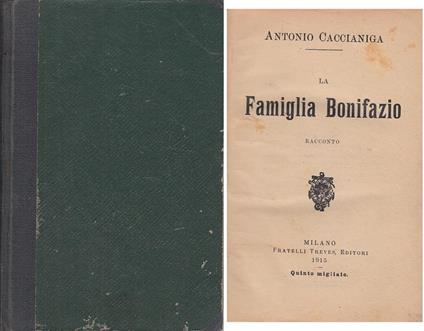 ANTONIO CACCIANIGA
LA
Famiglia Bonifazio
RACCONTO
MILANO
FRATELLI TREVES, EDITORI
1915
Quinto migliaio.